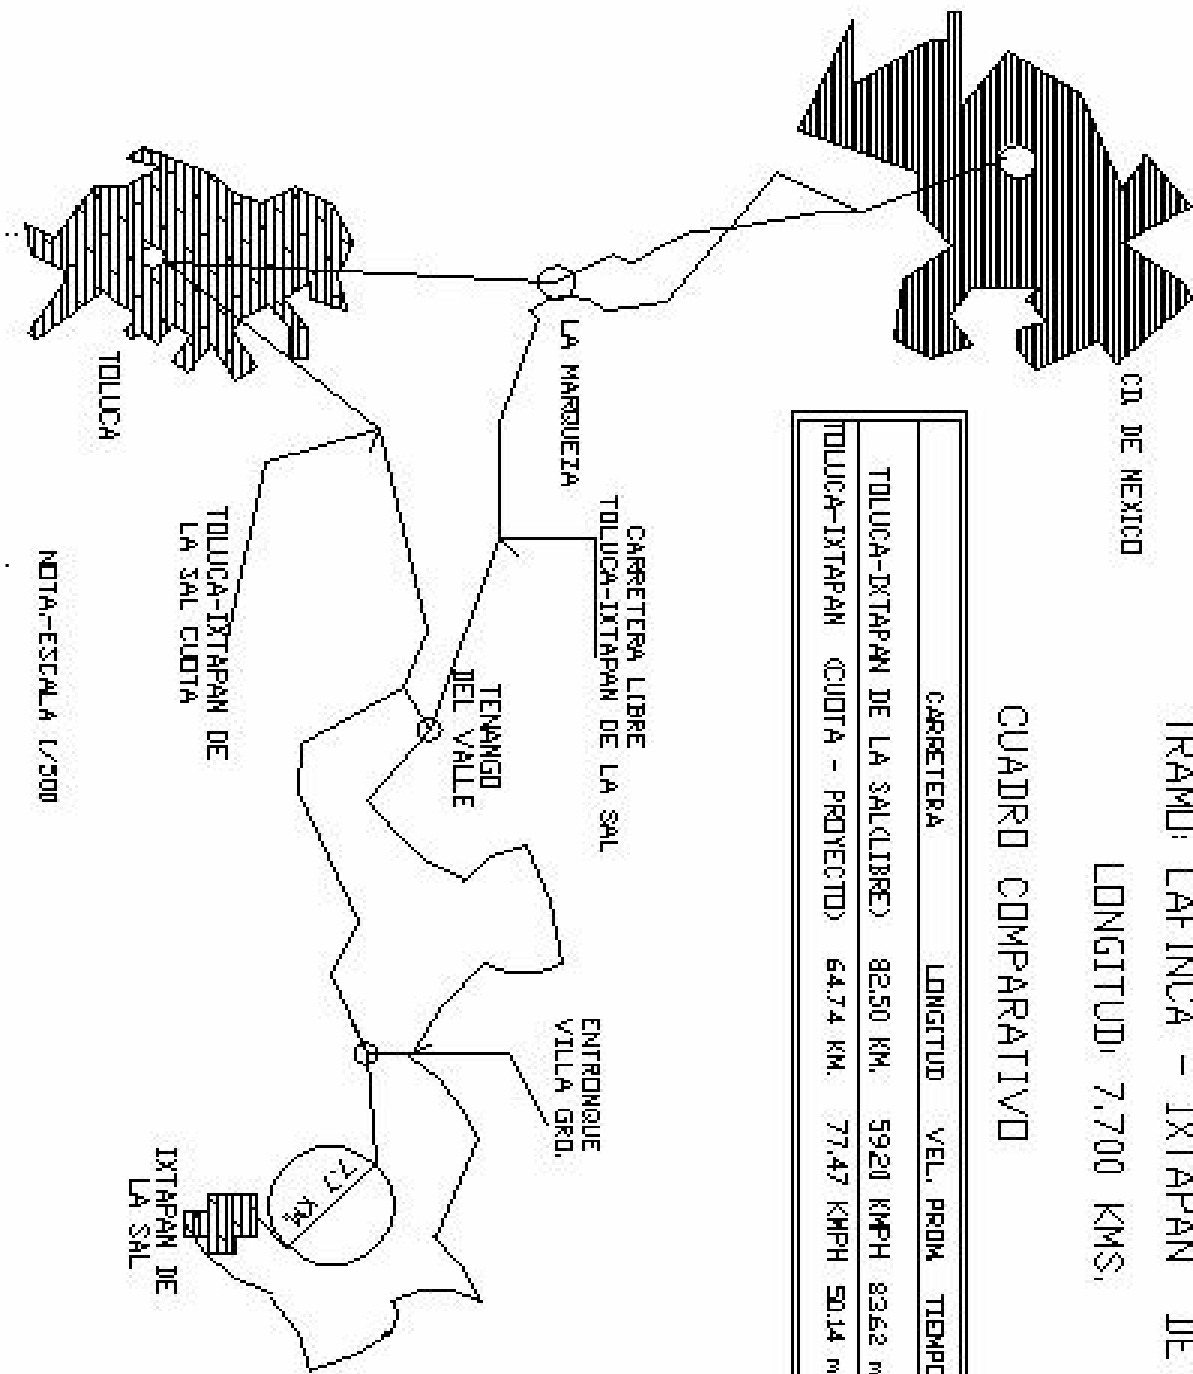 TRAMO: LAFINCA - IXTAPAN DE
LONGITUD: 7.700 KMS.
CUADRO COMPARATIVO
CARRETERA LONGITUD VEL. PROM TIEMPO
TOLUCA-IXTAPAN DE LA SAL(LIBRE) 82.50 KM. 59.20 KMPH 83.62 m
TOLUCA-IXTAPAN (CUOTA - PROYECTO) 64.74 KM. 77.47 KMPH 50.14 m
CD. DE MEXICO
LA MARQUEZA
CARRETERA LIBRE
TOLUCA-IXTAPAN DE LA SAL
TENANGO
DEL VALLE
ENTRONQUE
VILLA GRO.
TOLUCA
TOLUCA-IXTAPAN DE
LA SAL CUOTA
7.7 KM.
IXTAPAN DE
LA SAL
NOTA.-ESCALA 1/500